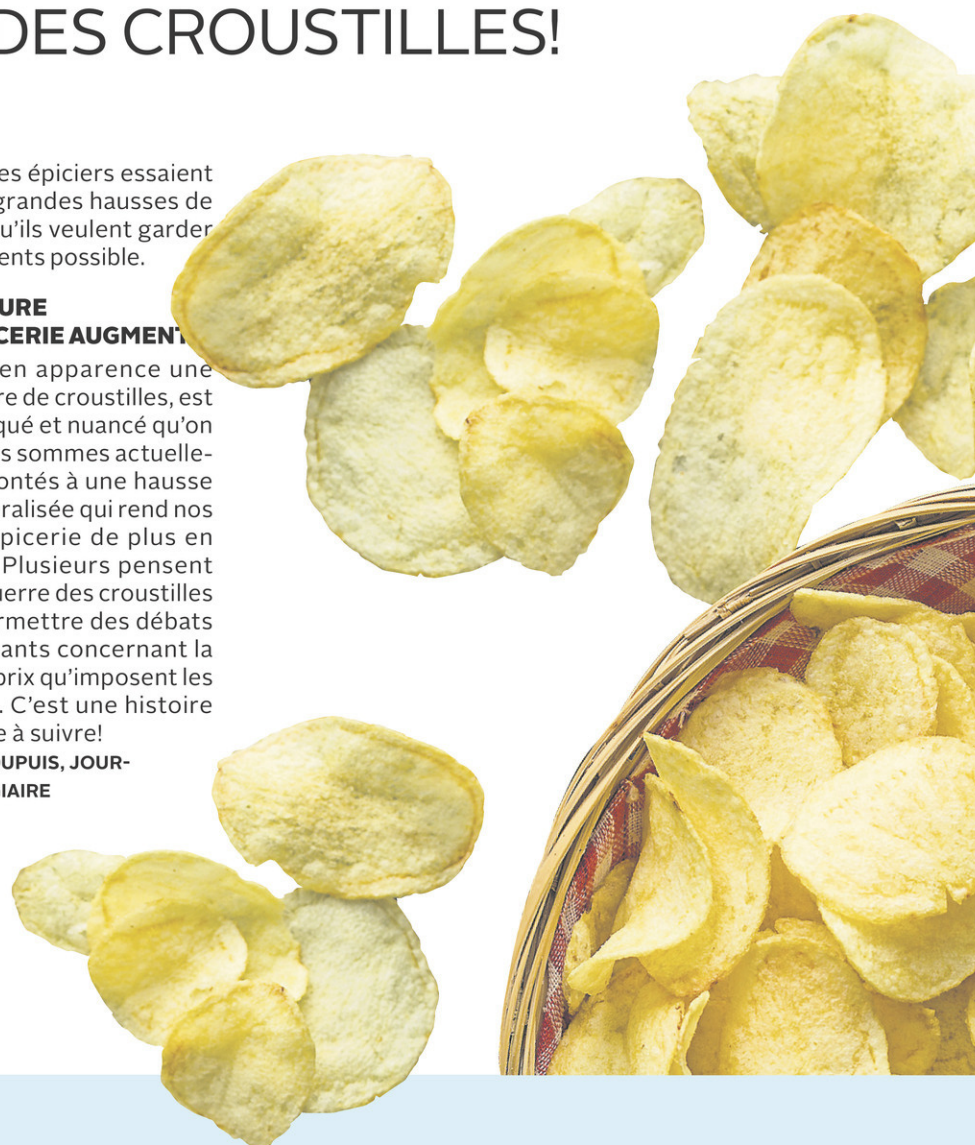 DES CROUSTILLES!
es épiciers essaient
grandes hausses de
u'ils veulent garder
ents possible.
URE
CERIE AUGMENT
en apparence une
re de croustilles, est
qué et nuancé qu'on
s sommes actuelle-
ontés à une hausse
ralisée qui rend nos
picerie de plus en
Plusieurs pensent
uerre des croustilles
rmettre des débats
ants concernant la
prix qu'imposent les
. C'est une histoire
e à suivre!
UPUIS, JOUR-
IAIRE